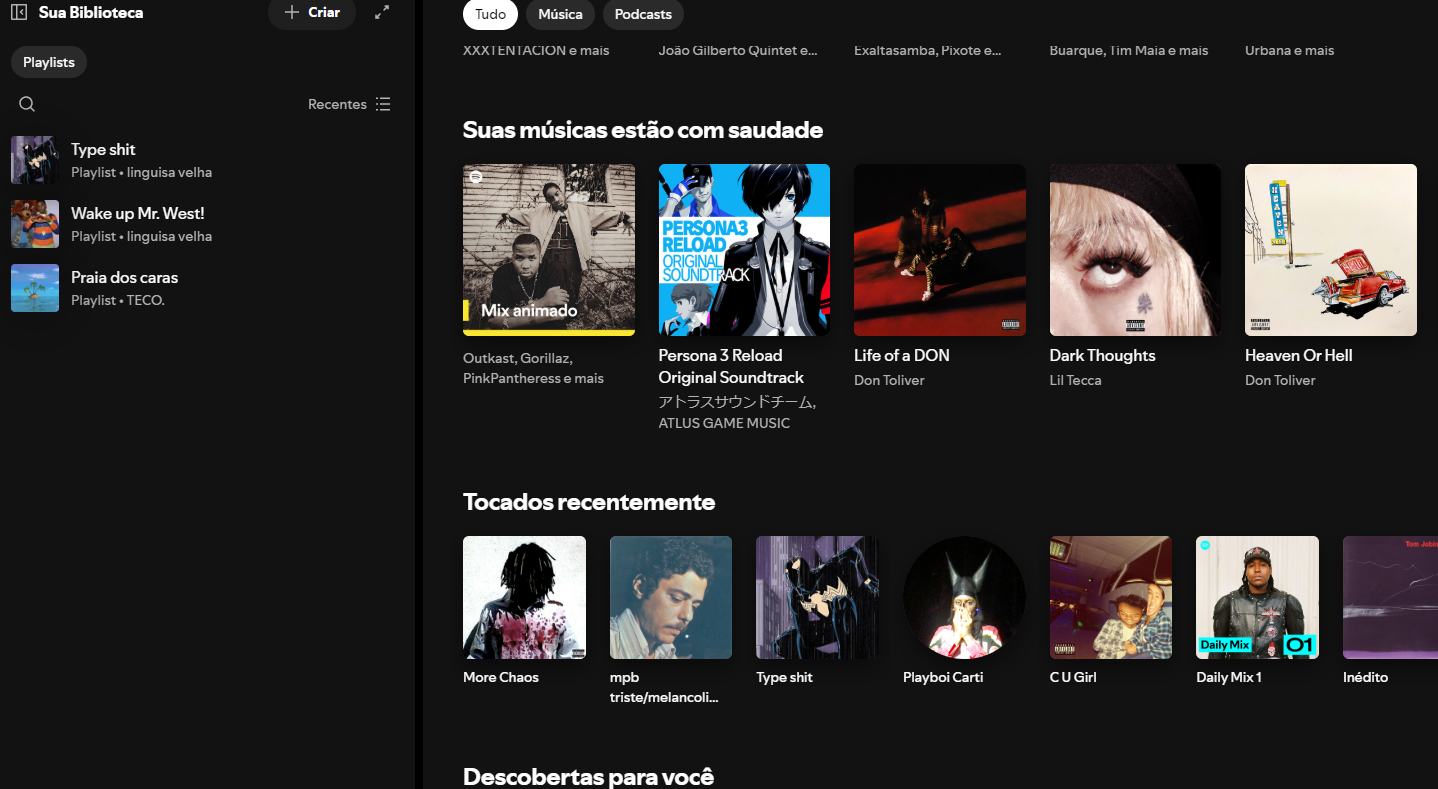 Sua Biblioteca
Criar
Playlists
Recentes
Type shit
Playlist • linguisa velha
Wake up Mr. West!
Playlist • linguisa velha
Praia dos caras
Playlist • TECO.
Tudo
Música
Podcasts
XXXTENTACION e mais
João Gilberto Quintet e...
Exaltasamba, Pixote e...
Buarque, Tim Maia e mais
Urbana e mais
Suas músicas estão com saudade
Mix animado
Outkast, Gorillaz,
PinkPantheress e mais
PERSONA3
RELOAD
ORIGINAL
SOUNDTRACK
Persona 3 Reload
Original Soundtrack
アトラスサウンドチーム,
ATLUS GAME MUSIC
Life of a DON
Don Toliver
Dark Thoughts
Lil Tecca
HEAVEN
Heaven Or Hell
Don Toliver
Tocados recentemente
More Chaos
mpb
triste/melancoli...
Type shit
Playboi Carti
C U Girl
Daily Mix
01
Daily Mix 1
Tom Jobim
Inédito
Descobertas para você